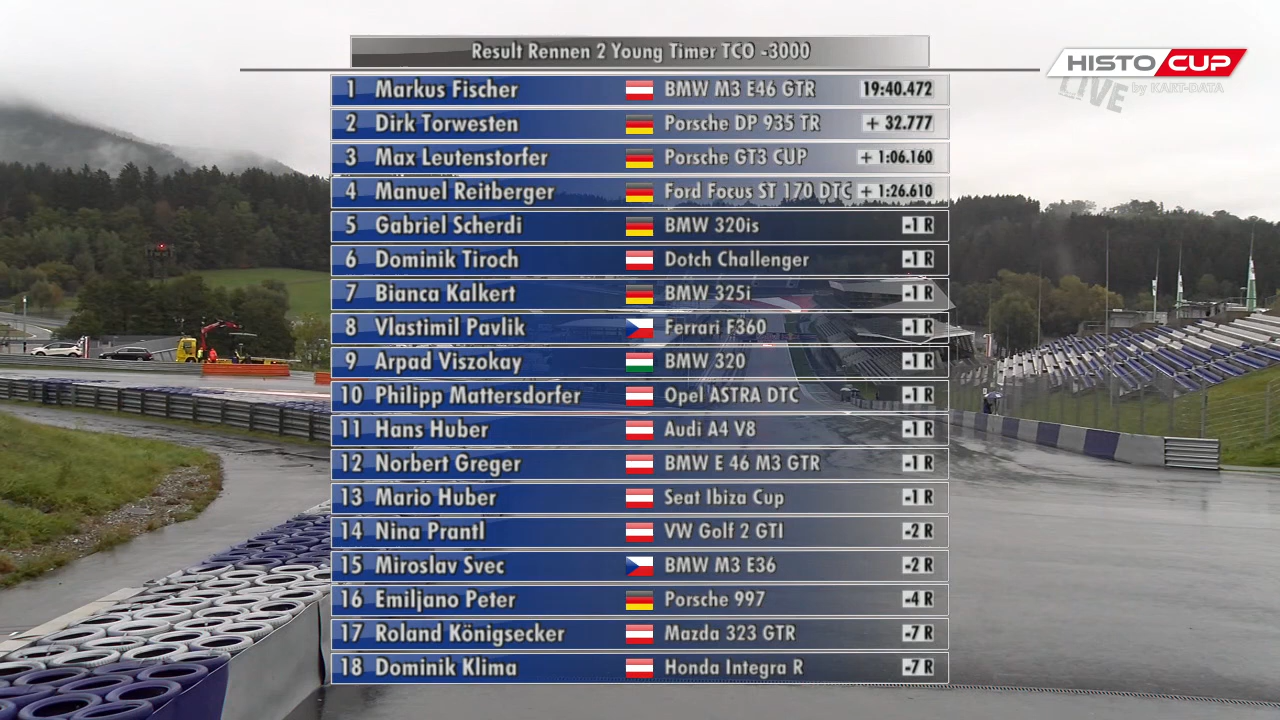 Result Rennen 2 Young Timer TCO -3000
HISTO CUP
LIVE by KART-DATA
1 Markus Fischer BMW M3 E46 GTR 19:40.472
2 Dirk Torwesten Porsche DP 935 TR + 32.777
3 Max Leutenstorfer Porsche GT3 CUP + 1:06.160
4 Manuel Reitberger Ford Focus ST 170 DTC + 1:26.610
5 Gabriel Scherdi BMW 320is -1 R
6 Dominik Tiroch Dotch Challenger -1 R
7 Bianca Kalkert BMW 325i -1 R
8 Vlastimil Pavlik Ferrari F360 -1 R
9 Arpad Viszokay BMW 320 -1 R
10 Philipp Mattersdorfer Opel ASTRA DTC -1 R
11 Hans Huber Audi A4 V8 -1 R
12 Norbert Greger BMW E 46 M3 GTR -1 R
13 Mario Huber Seat Ibiza Cup -1 R
14 Nina Prantl VW Golf 2 GTI -2 R
15 Miroslav Svec BMW M3 E36 -2 R
16 Emiljano Peter Porsche 997 -4 R
17 Roland Königsecker Mazda 323 GTR -7 R
18 Dominik Klima Honda Integra R -7 R